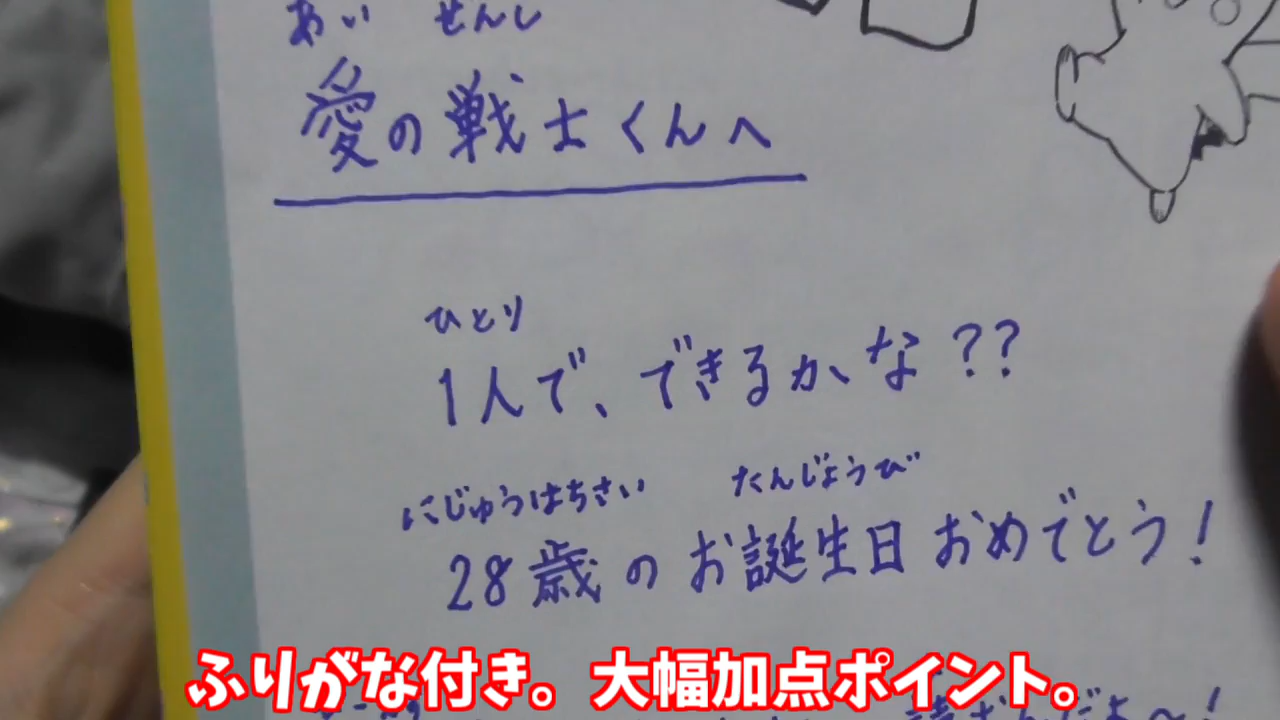 あい せんし
愛の戦士くんへ
ひとり
1人で、できるかな??
にじゅうはちさい たんじょうび
28歳のお誕生日おめでとう!
ふりがな付き。大幅加点ポイント。